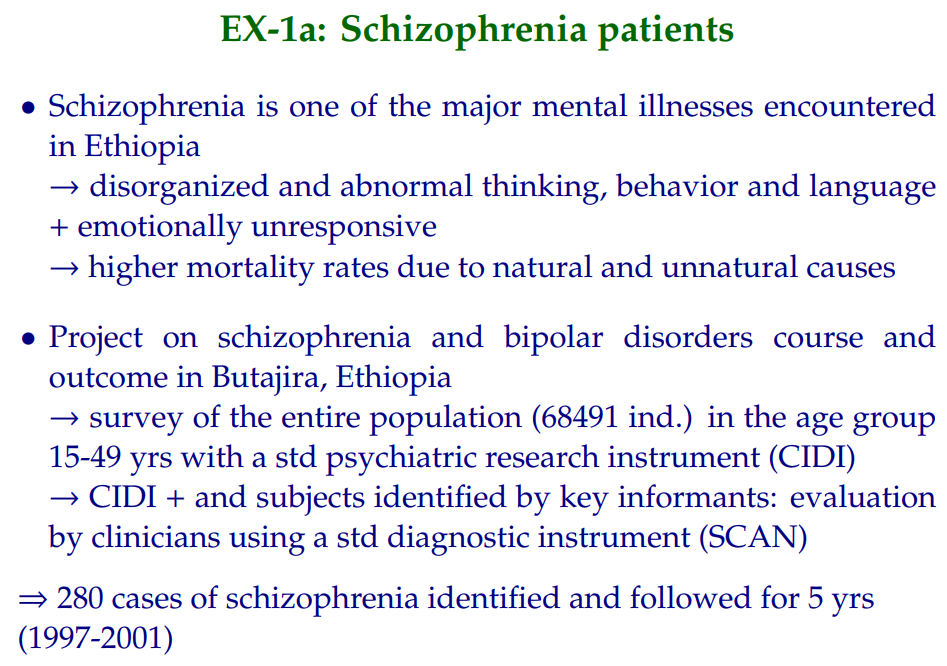 EX-1a: Schizophrenia patients
• Schizophrenia is one of the major mental illnesses encountered
in Ethiopia
→ disorganized and abnormal thinking, behavior and language
+ emotionally unresponsive
→ higher mortality rates due to natural and unnatural causes
• Project on schizophrenia and bipolar disorders course and
outcome in Butajira, Ethiopia
→ survey of the entire population (68491 ind.) in the age group
15-49 yrs with a std psychiatric research instrument (CIDI)
→ CIDI + and subjects identified by key informants: evaluation
by clinicians using a std diagnostic instrument (SCAN)
⇒ 280 cases of schizophrenia identified and followed for 5 yrs
(1997-2001)